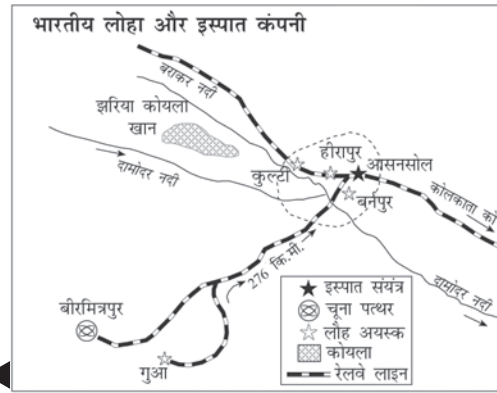 भारतीय लोहा और इस्पात कंपनी
बराकर नदी
झरिया कोयला
खान
हीरापुर
आसनसोल
कुल्टी
दामोदर नदी
बर्नपुर
कोलकाता को
276 कि.मी.
दामोदर नदी
बीरमित्रपुर
गुआ
इस्पात संयंत्र
चूना पत्थर
लौह अयस्क
कोयला
रेलवे लाइन